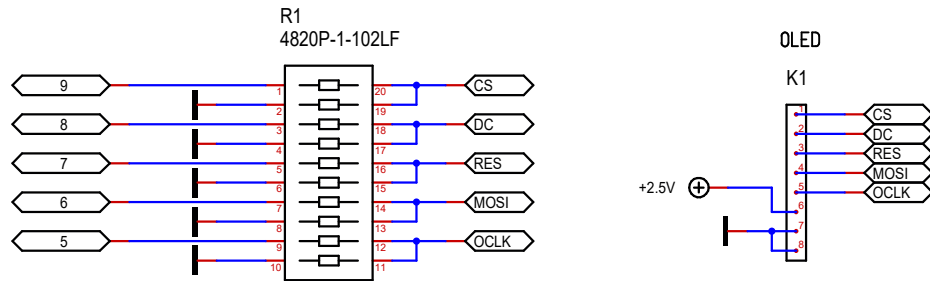 R1
4820P-1-102LF
9
8
7
6
5
1
2
3
4
5
6
7
8
9
10
20
19
18
17
16
15
14
13
12
11
CS
DC
RES
MOSI
OCLK
OLED
K1
+2.5V
1
2
3
4
5
6
7
8
CS
DC
RES
MOSI
OCLK